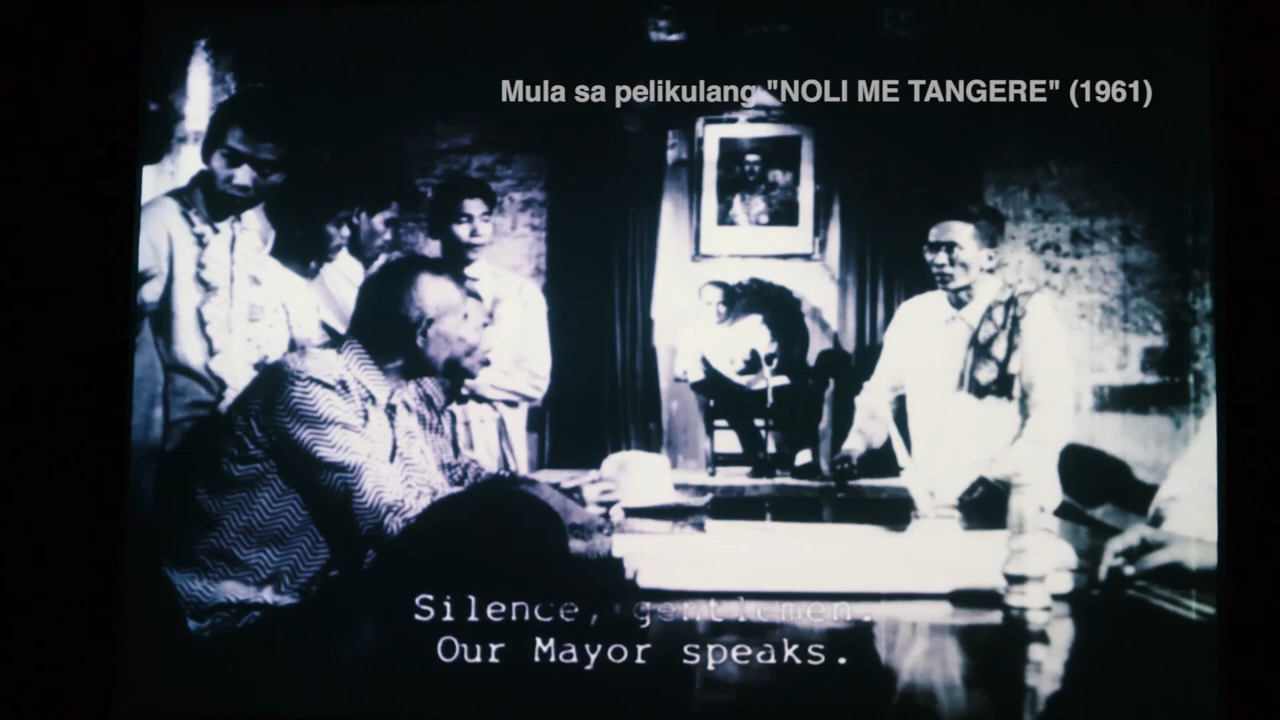 Mula sa pelikulang "NOLI ME TANGERE" (1961)
Silence, gentlemen.
Our Mayor speaks.